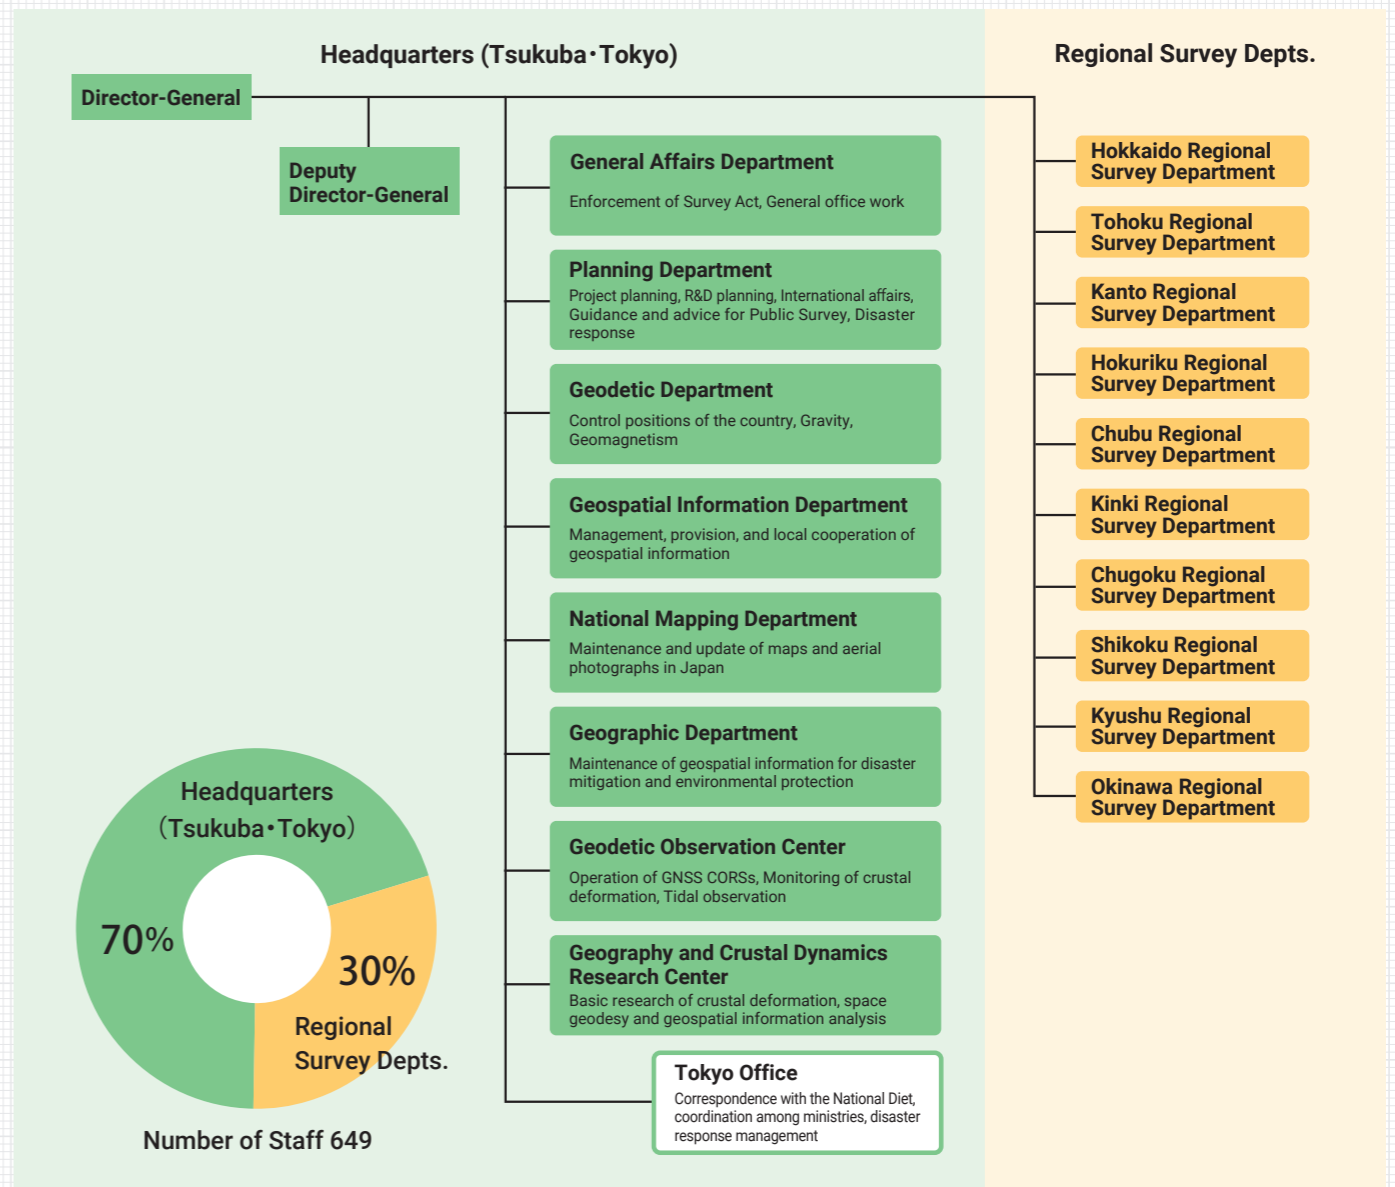 Headquarters (Tsukuba・Tokyo)
Regional Survey Depts.
Director-General
Deputy
Director-General
General Affairs Department
Enforcement of Survey Act, General office work
Planning Department
Project planning, R&D planning, International affairs,
Guidance and advice for Public Survey, Disaster
response
Geodetic Department
Control positions of the country, Gravity,
Geomagnetism
Geospatial Information Department
Management, provision, and local cooperation of
geospatial information
National Mapping Department
Maintenance and update of maps and aerial
photographs in Japan
Geographic Department
Maintenance of geospatial information for disaster
mitigation and environmental protection
Geodetic Observation Center
Operation of GNSS CORSs, Monitoring of crustal
deformation, Tidal observation
Geography and Crustal Dynamics
Research Center
Basic research of crustal deformation, space
geodesy and geospatial information analysis
Tokyo Office
Correspondence with the National Diet,
coordination among ministries, disaster
response management
Hokkaido Regional
Survey Department
Tohoku Regional
Survey Department
Kanto Regional
Survey Department
Hokuriku Regional
Survey Department
Chubu Regional
Survey Department
Kinki Regional
Survey Department
Chugoku Regional
Survey Department
Shikoku Regional
Survey Department
Kyushu Regional
Survey Department
Okinawa Regional
Survey Department
Headquarters
（Tsukuba・Tokyo）
70%
30%
Regional
Survey Depts.
Number of Staff 649